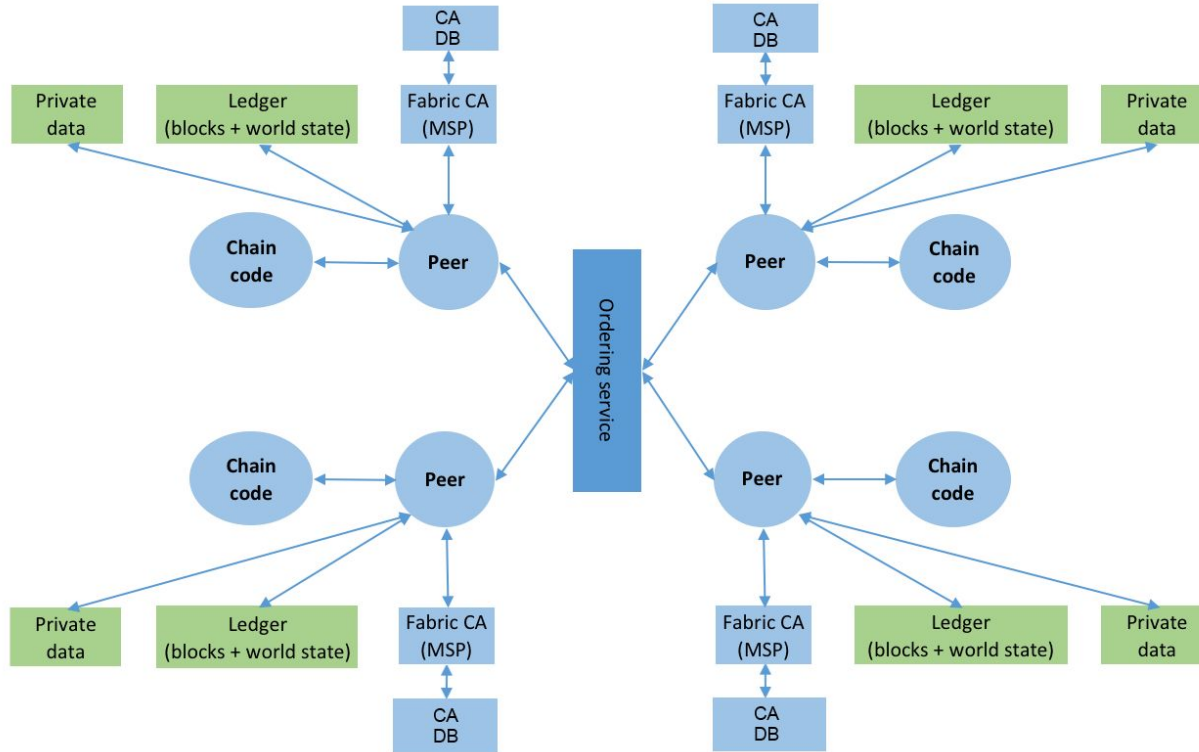 CA
DB
CA
DB
Private
data
Ledger
(blocks + world state)
Fabric CA
(MSP)
Fabric CA
(MSP)
Ledger
(blocks + world state)
Private
data
Chain
code
Peer
Peer
Chain
code
Ordering service
Chain
code
Peer
Peer
Chain
code
Private
data
Ledger
(blocks + world state)
Fabric CA
(MSP)
Fabric CA
(MSP)
Ledger
(blocks + world state)
Private
data
CA
DB
CA
DB